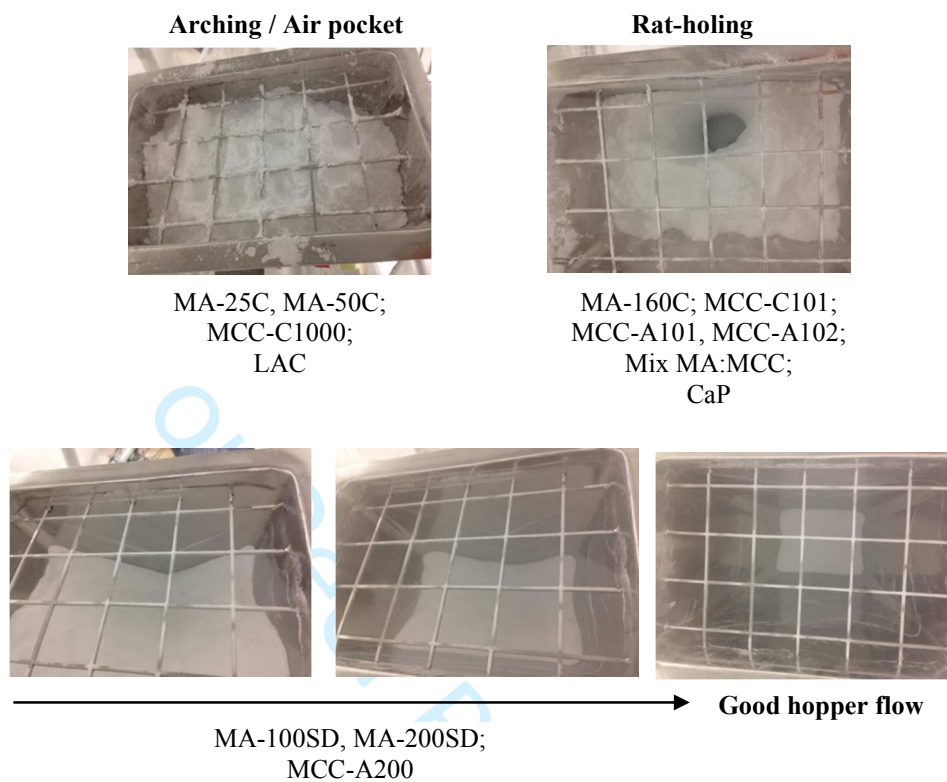 Arching / Air pocket
Rat-holing
MA-25C, MA-50C;
MCC-C1000;
LAC
MA-160C; MCC-C101;
MCC-A101, MCC-A102;
Mix MA:MCC;
CaP
Good hopper flow
MA-100SD, MA-200SD;
MCC-A200